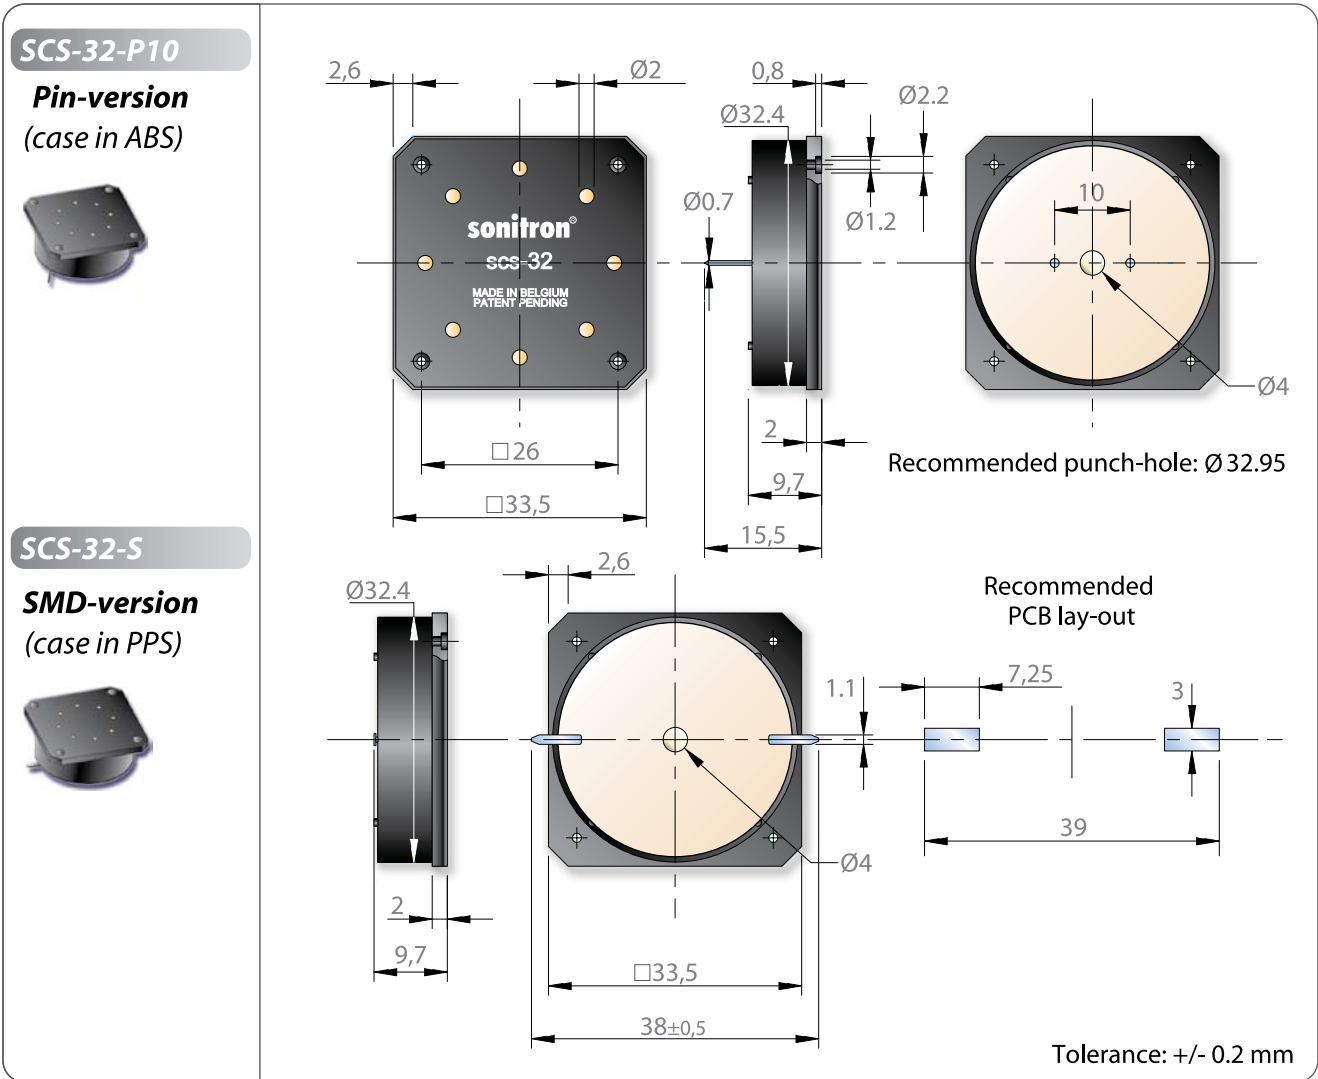 SCS-32-P10
Pin-version
(case in ABS)
2,6
Ø2
0,8
Ø2.2
Ø32.4
Ø0.7
Ø1.2
10
sonitron®
scs-32
MADE IN BELGIUM
PATENT PENDING
Ø4
□26
2
□33,5
9,7
15,5
Recommended punch-hole: Ø 32.95
SCS-32-S
SMD-version
(case in PPS)
Ø32.4
2,6
Recommended
PCB lay-out
1.1
7,25
3
39
Ø4
2
9,7
□33,5
38±0,5
Tolerance: +/- 0.2 mm